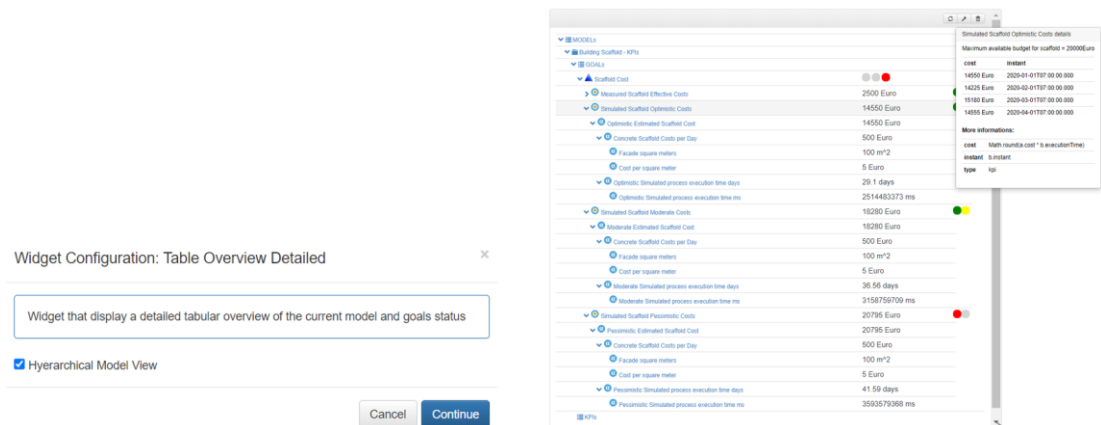 Widget Configuration: Table Overview Detailed ×
Widget that display a detailed tabular overview of the current model and goals status
Hyerarchical Model View
Cancel Continue
MODELs
Building Scaffold - KPIs
GOALs
Scaffold Cost
Measured Scaffold Effective Costs 2500 Euro
Simulated Scaffold Optimistic Costs 14550 Euro
Optimistic Estimated Scaffold Cost 14550 Euro
Concrete Scaffold Costs per Day 500 Euro
Facade square meters 100 m^2
Cost per square meter 5 Euro
Optimistic Simulated process execution time days 29.1 days
Optimistic Simulated process execution time ms 2514483373 ms
Simulated Scaffold Moderate Costs 18280 Euro
Moderate Estimated Scaffold Cost 18280 Euro
Concrete Scaffold Costs per Day 500 Euro
Facade square meters 100 m^2
Cost per square meter 5 Euro
Moderate Simulated process execution time days 36.56 days
Moderate Simulated process execution time ms 3158759709 ms
Simulated Scaffold Pessimistic Costs 20795 Euro
Pessimistic Estimated Scaffold Cost 20795 Euro
Concrete Scaffold Costs per Day 500 Euro
Facade square meters 100 m^2
Cost per square meter 5 Euro
Pessimistic Simulated process execution time days 41.59 days
Pessimistic Simulated process execution time ms 3593579368 ms
KPIs
Simulated Scaffold Optimistic Costs details
Maximum available budget for scaffold = 20000Euro
cost instant
14550 Euro 2020-01-01T07:00:00.000
14225 Euro 2020-02-01T07:00:00.000
15160 Euro 2020-03-01T07:00:00.000
14555 Euro 2020-04-01T07:00:00.000
More informations:
cost Math.round(a.cost * b.executionTime)
instant b.instant
type kpi